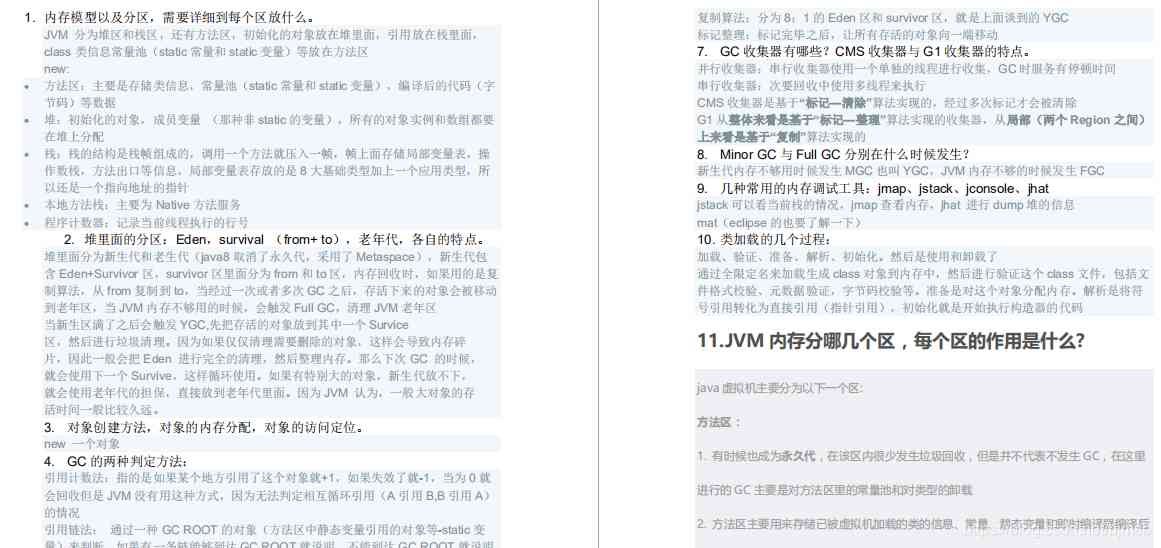 1. 内存模型以及分区，需要详细到每个区放什么。
JVM 分为堆区和栈区，还有方法区，初始化的对象放在堆里面，引用放在栈里面，
class 类信息常量池（static 常量和 static 变量）等放在方法区
new:
• 方法区：主要是存储类信息，常量池（static 常量和 static 变量），编译后的代码（字
节码）等数据
• 堆：初始化的对象，成员变量 （那种非 static 的变量），所有的对象实例和数组都要
在堆上分配
• 栈：栈的结构是栈帧组成的，调用一个方法就压入一帧，帧上面存储局部变量表，操
作数栈，方法出口等信息，局部变量表存放的是 8 大基础类型加上一个应用类型，所
以还是一个指向地址的指针
• 本地方法栈：主要为 Native 方法服务
• 程序计数器：记录当前线程执行的行号
2. 堆里面的分区：Eden，survival （from+ to），老年代，各自的特点。
堆里面分为新生代和老生代（java8 取消了永久代，采用了 Metaspace），新生代包
含 Eden+Survivor 区，survivor 区里面分为 from 和 to 区，内存回收时，如果用的是复
制算法，从 from 复制到 to，当经过一次或者多次 GC 之后，存活下来的对象会被移动
到老年区，当 JVM 内存不够用的时候，会触发 Full GC，清理 JVM 老年区
当新生区满了之后会触发 YGC,先把存活的对象放到其中一个 Survice
区，然后进行垃圾清理。因为如果仅仅清理需要删除的对象，这样会导致内存碎
片，因此一般会把 Eden 进行完全的清理，然后整理内存。那么下次 GC 的时候，
就会使用下一个 Survive，这样循环使用。如果有特别大的对象，新生代放不下，
就会使用老年代的担保，直接放到老年代里面。因为 JVM 认为，一般大对象的存
活时间一般比较久远。
3. 对象创建方法，对象的内存分配，对象的访问定位。
new 一个对象
4. GC 的两种判定方法：
引用计数法：指的是如果某个地方引用了这个对象就+1，如果失效了就-1，当为 0 就
会回收但是 JVM 没有用这种方式，因为无法判定相互循环引用（A 引用 B,B 引用 A）
的情况
引用链法： 通过一种 GC ROOT 的对象（方法区中静态变量引用的对象等-static 变
量）来判断，如果有一条链能够到达 GC ROOT 就说明，不能到达 GC ROOT 就说明
复制算法：分为 8：1 的 Eden 区和 survivor 区，就是上面谈到的 YGC
标记整理：标记完毕之后，让所有存活的对象向一端移动
7. GC 收集器有哪些？CMS 收集器与 G1 收集器的特点。
并行收集器：串行收集器使用一个单独的线程进行收集，GC 时服务有停顿时间
串行收集器：次要回收中使用多线程来执行
CMS 收集器是基于“标记—清除”算法实现的，经过多次标记才会被清除
G1 从整体来看是基于“标记—整理”算法实现的收集器，从局部（两个 Region 之间）
上来看是基于“复制”算法实现的
8. Minor GC 与 Full GC 分别在什么时候发生？
新生代内存不够用时候发生 MGC 也叫 YGC，JVM 内存不够的时候发生 FGC
9. 几种常用的内存调试工具：jmap、jstack、jconsole、jhat
jstack 可以看当前栈的情况，jmap 查看内存，jhat 进行 dump 堆的信息
mat（eclipse 的也要了解一下）
10. 类加载的几个过程：
加载、验证、准备、解析、初始化。然后是使用和卸载了
通过全限定名来加载生成 class 对象到内存中，然后进行验证这个 class 文件，包括文
件格式校验、元数据验证，字节码校验等。准备是对这个对象分配内存。解析是将符
号引用转化为直接引用（指针引用），初始化就是开始执行构造器的代码
11.JVM 内存分哪几个区，每个区的作用是什么?
java 虚拟机主要分为以下一个区:
方法区：
1. 有时候也成为永久代，在该区内很少发生垃圾回收，但是并不代表不发生 GC，在这里
进行的 GC 主要是对方法区里的常量池和对类型的卸载
2. 方法区主要用来存储已被虚拟机加载的类的信息、常量、静态变量和即时编译器编译后